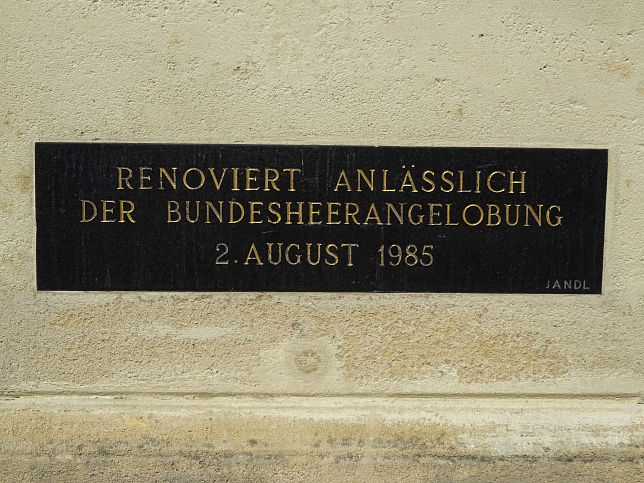 RENOVIERT ANLÄSSLICH
DER BUNDESHEERANGELOBUNG
2. AUGUST 1985
JANDL